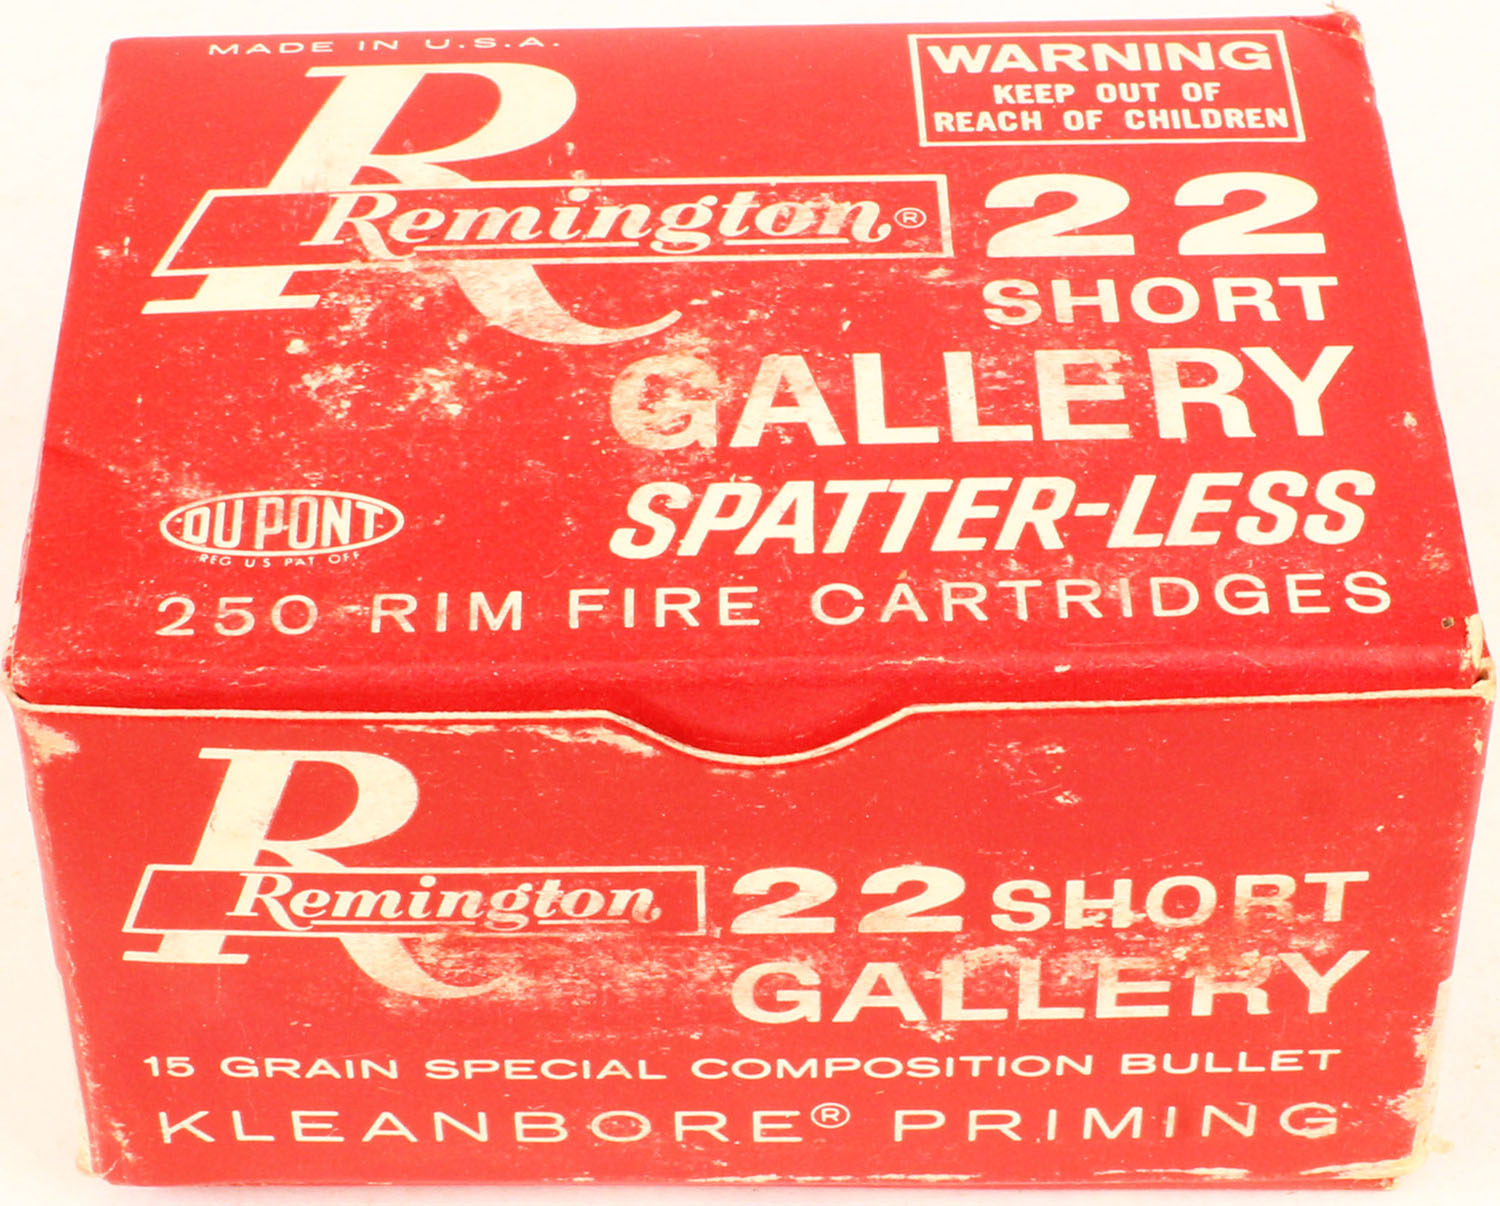 MADE IN U.S.A.
WARNING
KEEP OUT OF
REACH OF CHILDREN
R
Remington®
22
SHORT
GALLERY
SPATTER-LESS
DU PONT
REG US PAT OFF
250 RIM FIRE CARTRIDGES
R
Remington
22 SHORT
GALLERY
15 GRAIN SPECIAL COMPOSITION BULLET
KLEANBORE® PRIMING